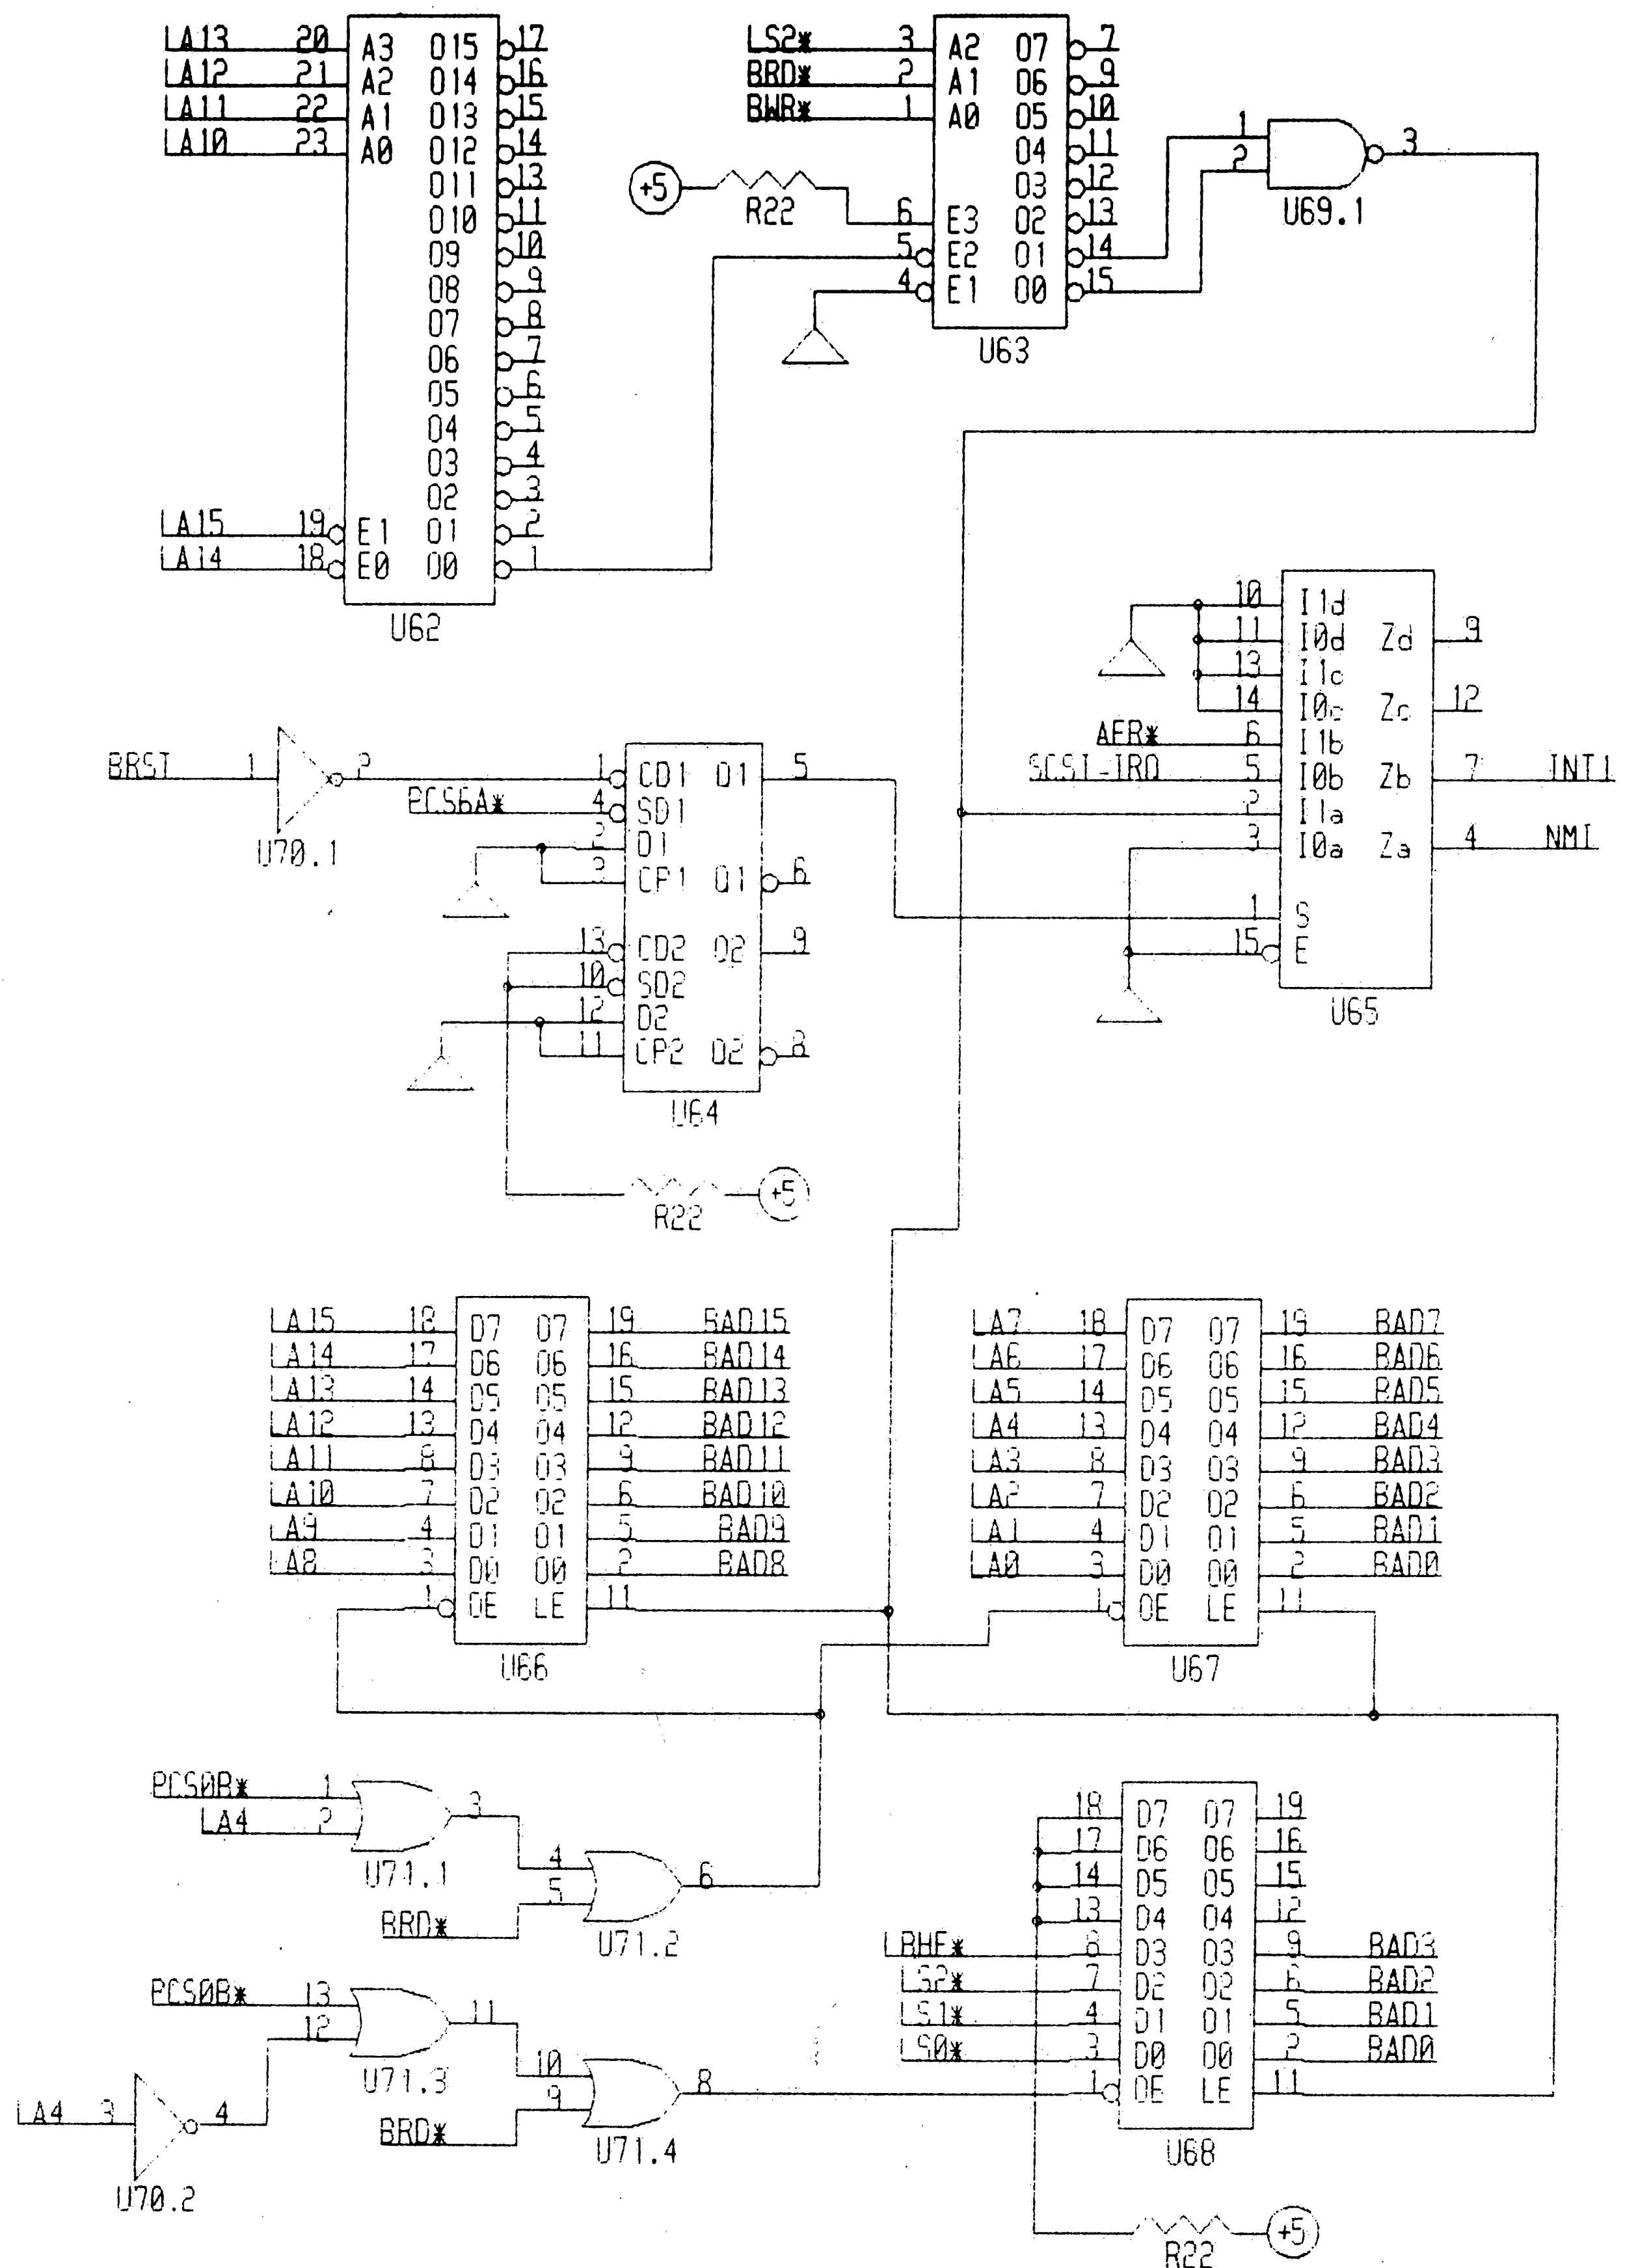 LA13 20 A3 O15 17
LA12 21 A2 O14 16
LA11 22 A1 O13 15
LA10 23 A0 O12 14
O11 13
O10 11
O9 10
O8 9
O7 8
O6 7
O5 6
O4 5
O3 4
O2 3
LA15 19 E1 O1 2
LA14 18 E0 O0 1
U62
LS2* 3 A2 O7 7
BRD* 2 A1 O6 9
BWR* 1 A0 O5 10
O4 11
O3 12
+5 R22 6 E3 O2 13
5 E2 O1 14
4 E1 O0 15
U63
1
2
3
U69.1
10 I1d
11 I0d Zd 9
13 I1c
14 I0c Zc 12
AER* 6 I1b
SCSI-IRQ 5 I0b Zb 7 INT1
2 I1a
3 I0a Za 4 NMI
1 S
15 E
U65
BRST 1 2
U70.1
1 CD1 Q1 5
PCS6A* 4 SD1
2 D1
3 CP1 Q1 6
13 CD2 Q2 9
10 SD2
12 D2
11 CP2 Q2 8
U64
R22 +5
LA15 18 D7 O7 19 BAD15
LA14 17 D6 O6 16 BAD14
LA13 14 D5 O5 15 BAD13
LA12 13 D4 O4 12 BAD12
LA11 8 D3 O3 9 BAD11
LA10 7 D2 O2 6 BAD10
LA9 4 D1 O1 5 BAD9
LA8 3 D0 O0 2 BAD8
1 OE LE 11
U66
LA7 18 D7 O7 19 BAD7
LA6 17 D6 O6 16 BAD6
LA5 14 D5 O5 15 BAD5
LA4 13 D4 O4 12 BAD4
LA3 8 D3 O3 9 BAD3
LA2 7 D2 O2 6 BAD2
LA1 4 D1 O1 5 BAD1
LA0 3 D0 O0 2 BAD0
1 OE LE 11
U67
PCS0B* 1 3
LA4 2
U71.1
4 6
BRD* 5
U71.2
PCS0B* 13 11
12
U71.3
LA4 3 4
U70.2
10 8
BRD* 9
U71.4
18 D7 O7 19
17 D6 O6 16
14 D5 O5 15
13 D4 O4 12
LBHE* 8 D3 O3 9 BAD3
LS2* 7 D2 O2 6 BAD2
LS1* 4 D1 O1 5 BAD1
LS0* 3 D0 O0 2 BAD0
1 OE LE 11
U68
R22 +5